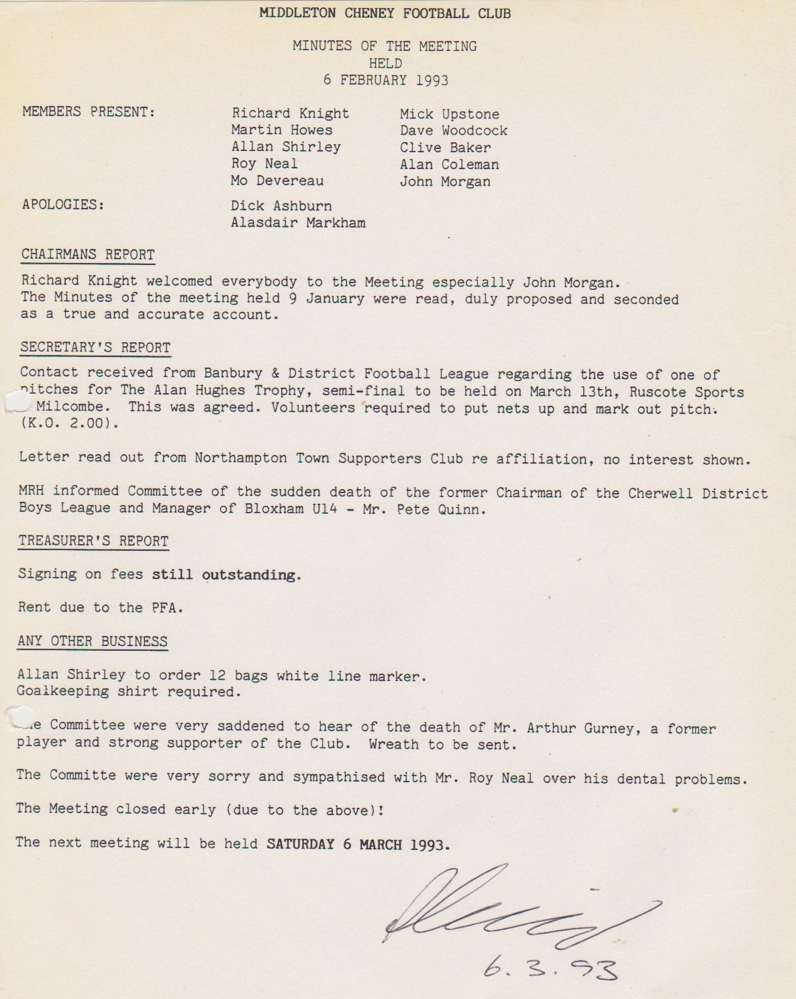 MIDDLETON CHENEY FOOTBALL CLUB
MINUTES OF THE MEETING
HELD
6 FEBRUARY 1993
MEMBERS PRESENT: Richard Knight Mick Upstone
Martin Howes Dave Woodcock
Allan Shirley Clive Baker
Roy Neal Alan Coleman
Mo Devereau John Morgan
APOLOGIES: Dick Ashburn
Alasdair Markham
CHAIRMANS REPORT
Richard Knight welcomed everybody to the Meeting especially John Morgan.
The Minutes of the meeting held 9 January were read, duly proposed and seconded
as a true and accurate account.
SECRETARY'S REPORT
Contact received from Banbury & District Football League regarding the use of one of
pitches for The Alan Hughes Trophy, semi-final to be held on March 13th, Ruscote Sports
Milcombe. This was agreed. Volunteers required to put nets up and mark out pitch.
(K.O. 2.00).
Letter read out from Northampton Town Supporters Club re affiliation, no interest shown.
MRH informed Committee of the sudden death of the former Chairman of the Cherwell District
Boys League and Manager of Bloxham U14 - Mr. Pete Quinn.
TREASURER'S REPORT
Signing on fees still outstanding.
Rent due to the PFA.
ANY OTHER BUSINESS
Allan Shirley to order 12 bags white line marker.
Goalkeeping shirt required.
Committee were very saddened to hear of the death of Mr. Arthur Gurney, a former
player and strong supporter of the Club. Wreath to be sent.
The Committe were very sorry and sympathised with Mr. Roy Neal over his dental problems.
The Meeting closed early (due to the above)!
The next meeting will be held SATURDAY 6 MARCH 1993.
6.3.93